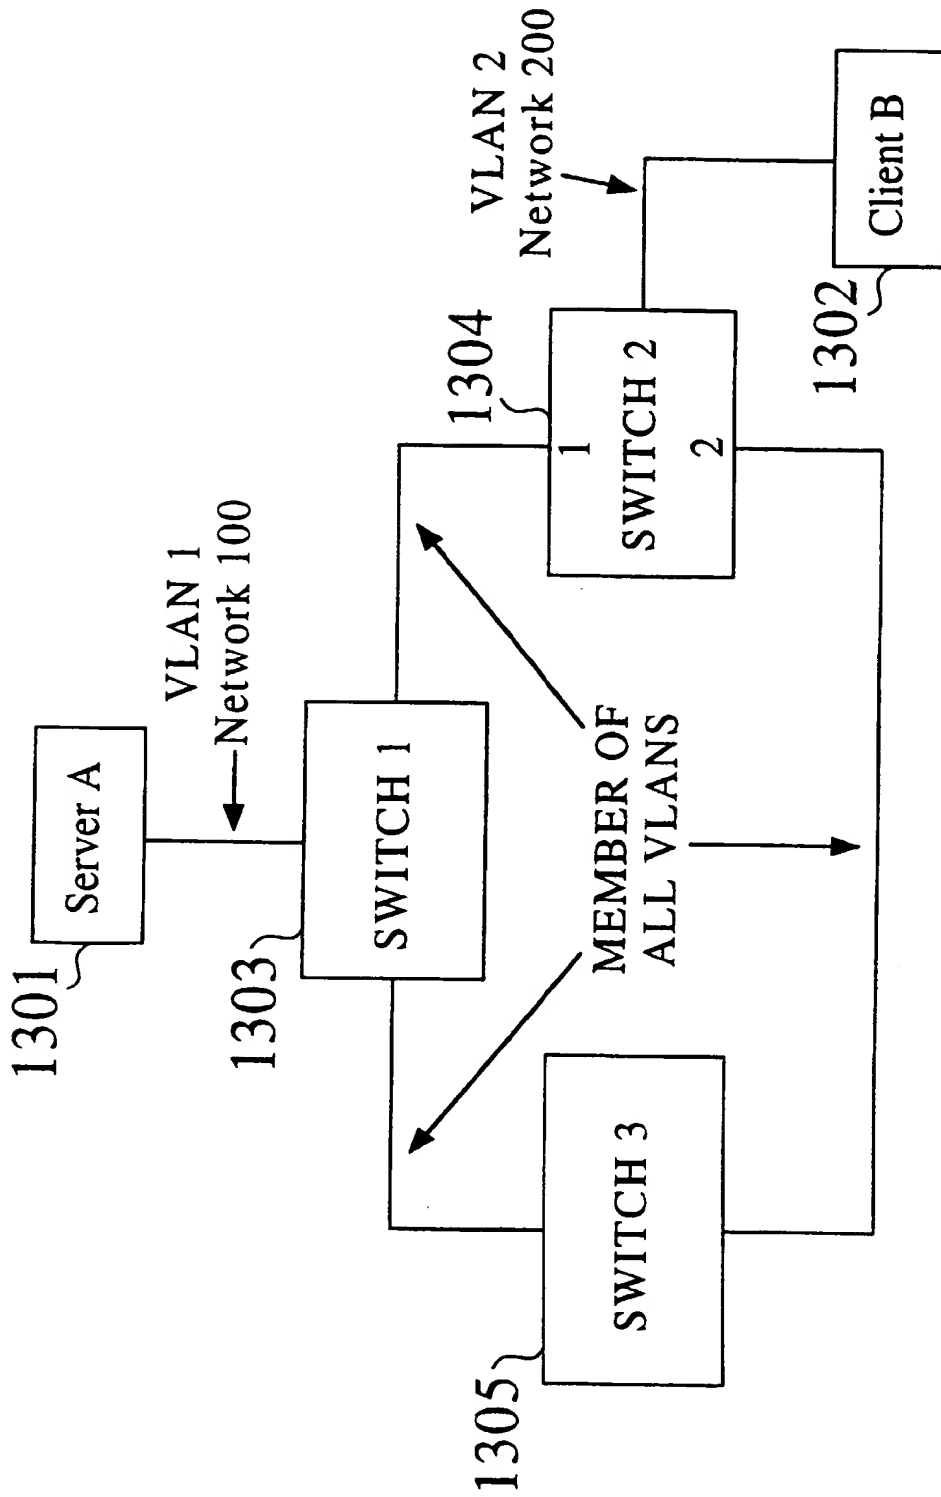 1301
Server A
VLAN 1
Network 100
1303
SWITCH 1
1304
VLAN 2
Network 200
1305
SWITCH 3
MEMBER OF
ALL VLANS
1
SWITCH 2
2
1302
Client B